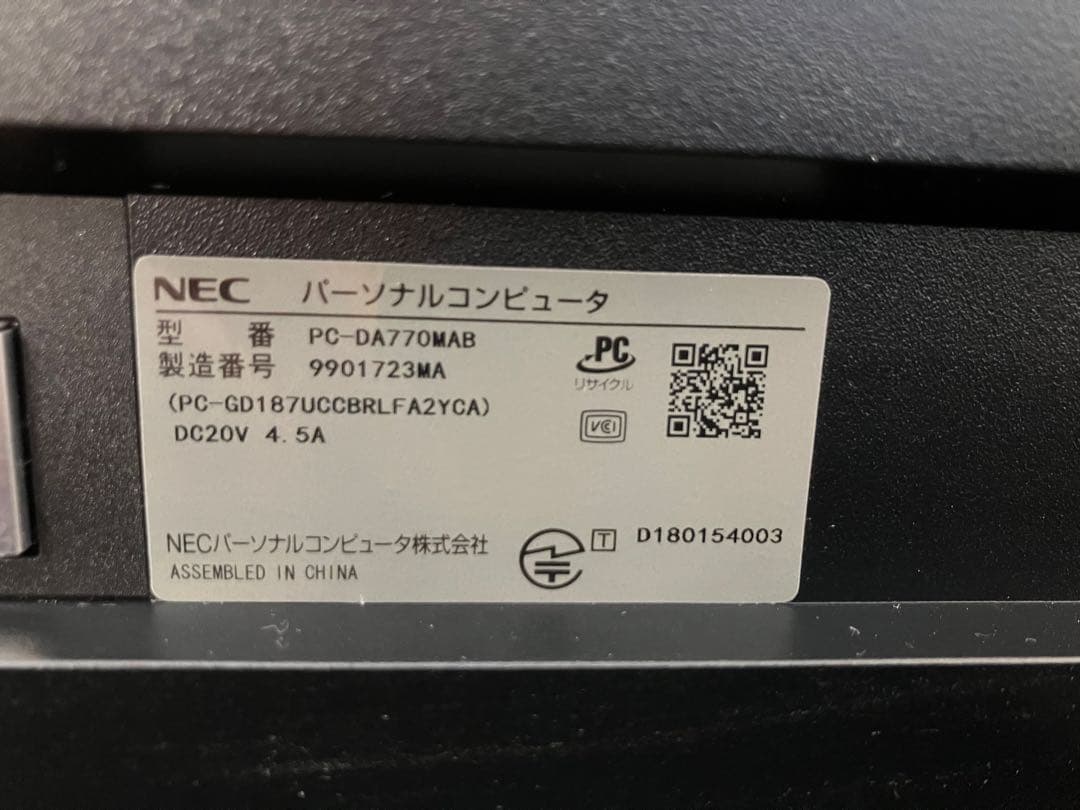 NEC パーソナルコンピュータ
型 番 PC-DA770MAB
製造番号 9901723MA
(PC-GD187UCCBRLFA2YCA)
DC20V 4.5A
PC
リサイクル
VCI
NECパーソナルコンピュータ株式会社
ASSEMBLED IN CHINA
T D180154003